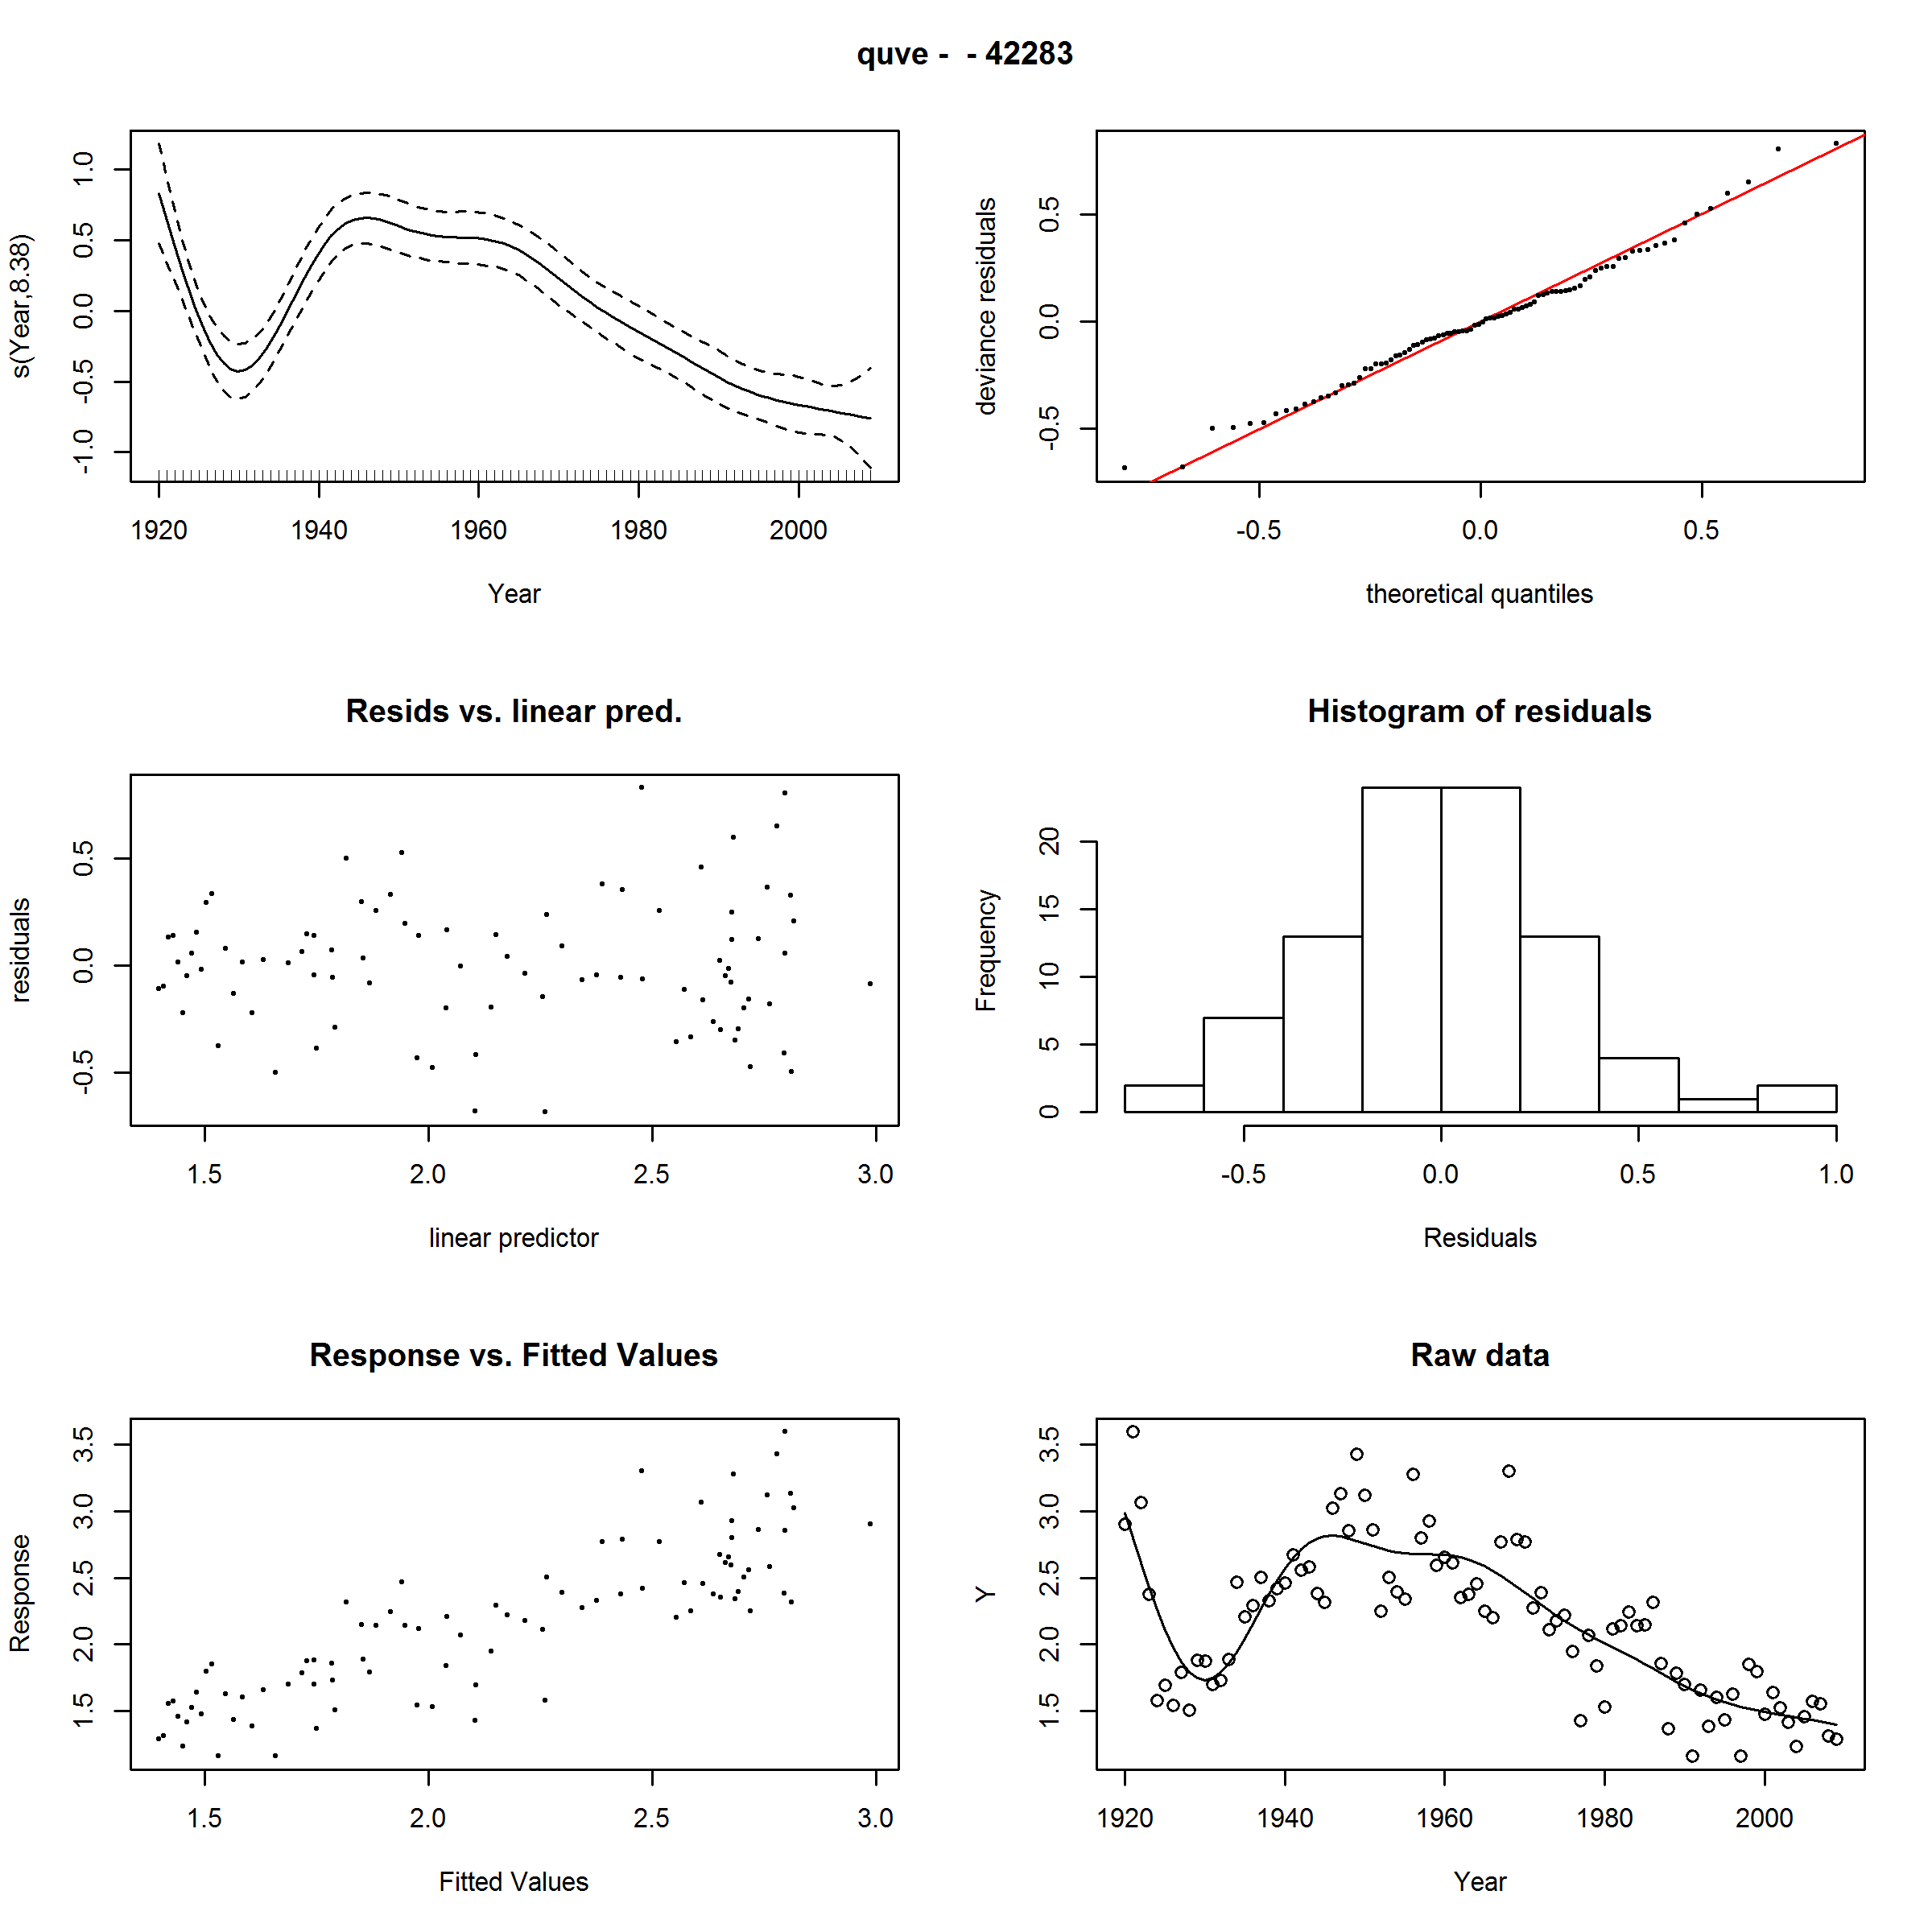 quve -  - 42283
s(Year,8.38)
1.0
0.5
0.0
-0.5
-1.0
1920 1940 1960 1980 2000
Year
deviance residuals
0.5
0.0
-0.5
-0.5 0.0 0.5
theoretical quantiles
Resids vs. linear pred.
residuals
0.5
0.0
-0.5
1.5 2.0 2.5 3.0
linear predictor
Histogram of residuals
Frequency
20
15
10
5
0
-0.5 0.0 0.5 1.0
Residuals
Response vs. Fitted Values
Response
3.5
3.0
2.5
2.0
1.5
1.5 2.0 2.5 3.0
Fitted Values
Raw data
Y
3.5
3.0
2.5
2.0
1.5
1920 1940 1960 1980 2000
Year